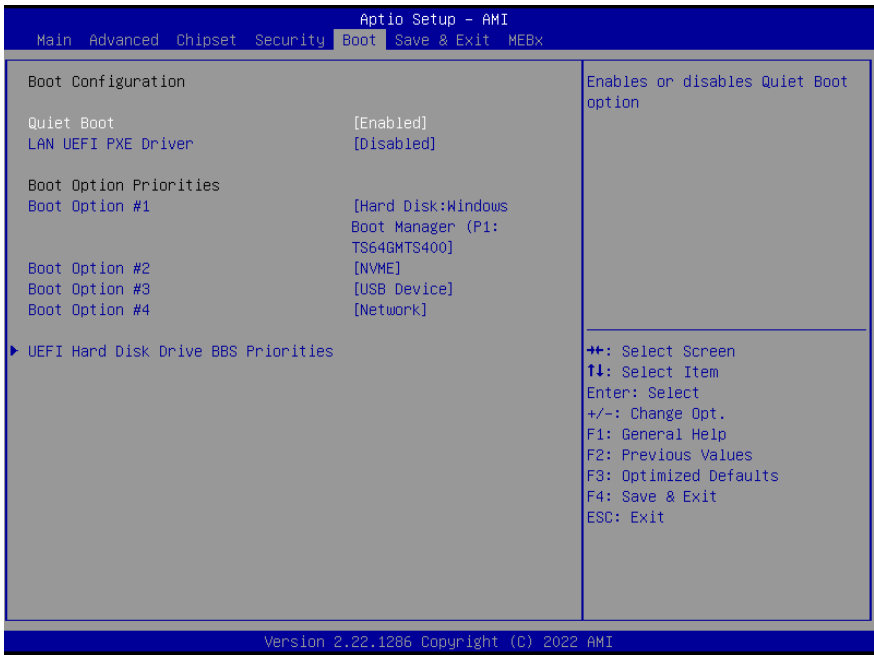 Aptio Setup – AMI
Main Advanced Chipset Security Boot Save & Exit MEBx
Boot Configuration
Quiet Boot [Enabled]
LAN UEFI PXE Driver [Disabled]
Boot Option Priorities
Boot Option #1 [Hard Disk:Windows
Boot Manager (P1:
TS64GMTS400]
Boot Option #2 [NVME]
Boot Option #3 [USB Device]
Boot Option #4 [Network]
UEFI Hard Disk Drive BBS Priorities
Enables or disables Quiet Boot
option
→←: Select Screen
↑↓: Select Item
Enter: Select
+/-: Change Opt.
F1: General Help
F2: Previous Values
F3: Optimized Defaults
F4: Save & Exit
ESC: Exit
Version 2.22.1286 Copyright (C) 2022 AMI